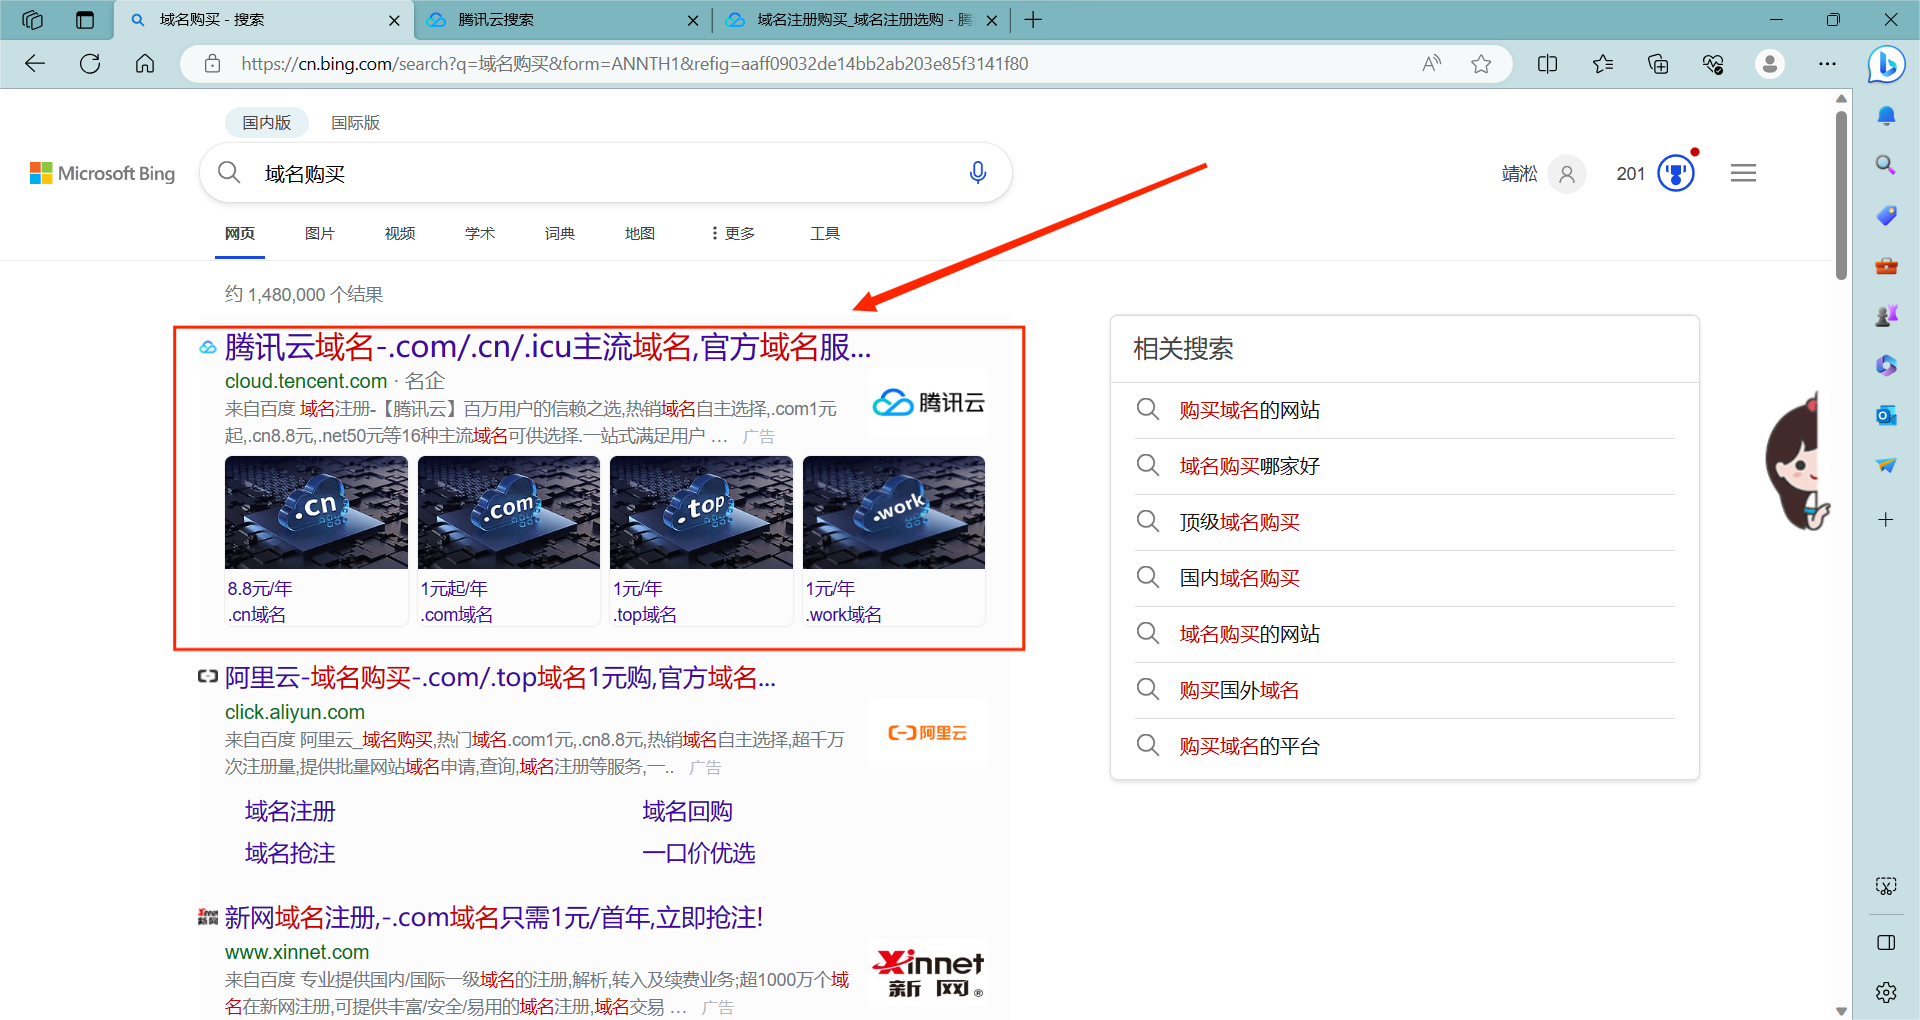 域名购买 - 搜索
腾讯云搜索
域名注册购买_域名注册选购 - 腾
https://cn.bing.com/search?q=域名购买&form=ANNTH1&refig=aaff09032de14bb2ab203e85f3141f80
国内版
国际版
Microsoft Bing
域名购买
靖淞
201
网页
图片
视频
学术
词典
地图
更多
工具
约 1,480,000 个结果
腾讯云域名-.com/.cn/.icu主流域名,官方域名服...
cloud.tencent.com · 名企
来自百度 域名注册-【腾讯云】百万用户的信赖之选,热销域名自主选择,.com1元
起,.cn8.8元,.net50元等16种主流域名可供选择.一站式满足用户 … 广告
腾讯云
.cn
.com
.top
.work
8.8元/年
.cn域名
1元起/年
.com域名
1元/年
.top域名
1元/年
.work域名
阿里云-域名购买-.com/.top域名1元购,官方域名...
click.aliyun.com
来自百度 阿里云_域名购买,热门域名.com1元,.cn8.8元,热销域名自主选择,超千万
次注册量,提供批量网站域名申请,查询,域名注册等服务,一.. 广告
阿里云
域名注册
域名回购
域名抢注
一口价优选
新网域名注册,-.com域名只需1元/首年,立即抢注!
www.xinnet.com
来自百度 专业提供国内/国际一级域名的注册,解析,转入及续费业务;超1000万个域
名在新网注册,可提供丰富/安全/易用的域名注册,域名交易 … 广告
Xinnet
新 网®
相关搜索
购买域名的网站
域名购买哪家好
顶级域名购买
国内域名购买
域名购买的网站
购买国外域名
购买域名的平台